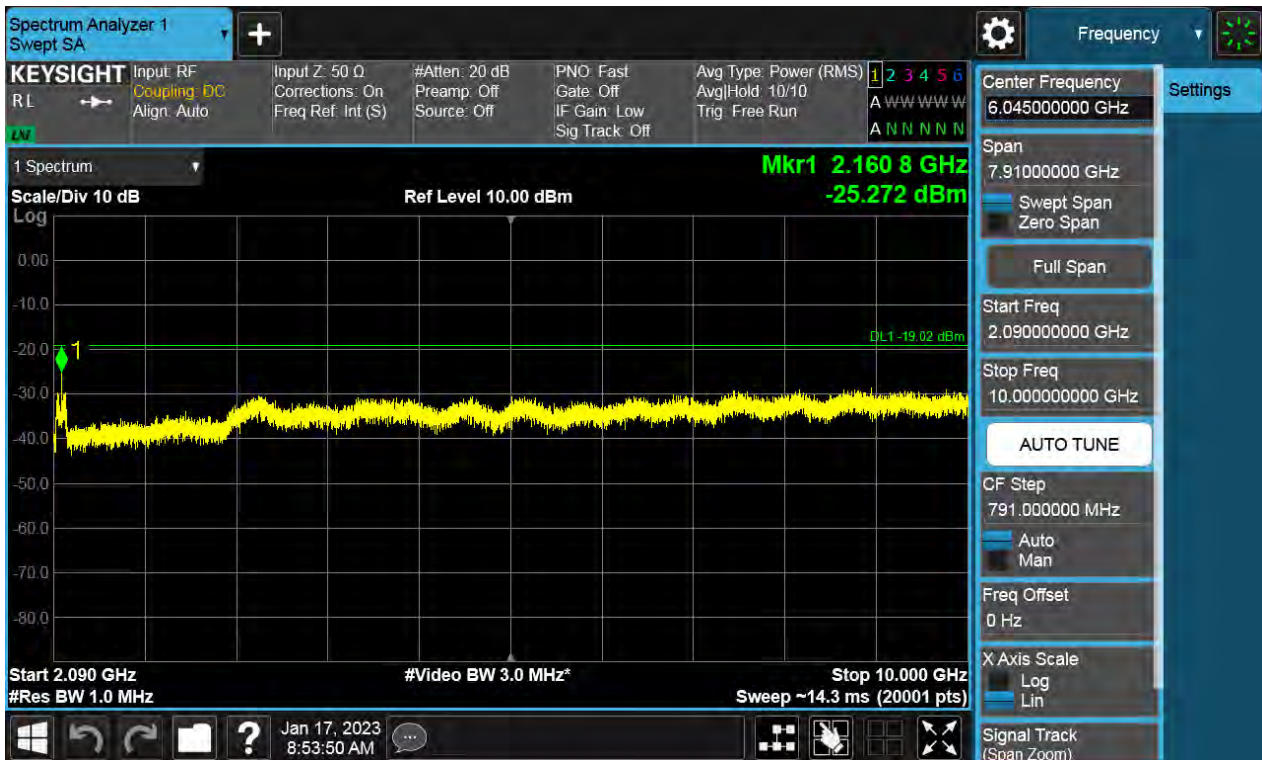 Spectrum Analyzer 1
Swept SA
+
Frequency
KEYSIGHT
RL
LNI
Input: RF
Coupling: DC
Align: Auto
Input Z: 50 Ω
Corrections: On
Freq Ref: Int (S)
#Atten: 20 dB
Preamp: Off
Source: Off
PNO: Fast
Gate: Off
IF Gain: Low
Sig Track: Off
Avg Type: Power (RMS)
Avg|Hold: 10/10
Trig: Free Run
1 2 3 4 5 6
A W W W W W
A N N N N N
1 Spectrum
Mkr1 2.160 8 GHz
Scale/Div 10 dB
Ref Level 10.00 dBm
-25.272 dBm
Log
0.00
-10.0
DL1 -19.02 dBm
-20.0
1
-30.0
-40.0
-50.0
-60.0
-70.0
-80.0
Start 2.090 GHz
#Video BW 3.0 MHz*
Stop 10.000 GHz
#Res BW 1.0 MHz
Sweep ~14.3 ms (20001 pts)
?
Jan 17, 2023
8:53:50 AM
Center Frequency
6.045000000 GHz
Settings
Span
7.91000000 GHz
Swept Span
Zero Span
Full Span
Start Freq
2.090000000 GHz
Stop Freq
10.000000000 GHz
AUTO TUNE
CF Step
791.000000 MHz
Auto
Man
Freq Offset
0 Hz
X Axis Scale
Log
Lin
Signal Track
(Span Zoom)